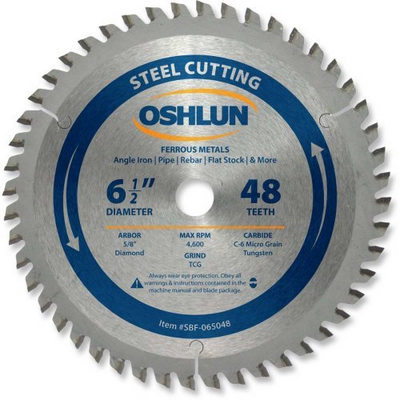 STEEL CUTTING
OSHLUN
FERROUS METALS
Angle Iron | Pipe | Rebar | Flat Stock | & More
6 1/2" 48
DIAMETER TEETH
ARBOR MAX RPM CARBIDE
5/8" 4,600 C-6 Micro Grain
Diamond GRIND Tungsten
TCG
Always wear eye protection. Obey all
warnings & instructions contained in the
machine manual and blade package.
Item #SBF-065048